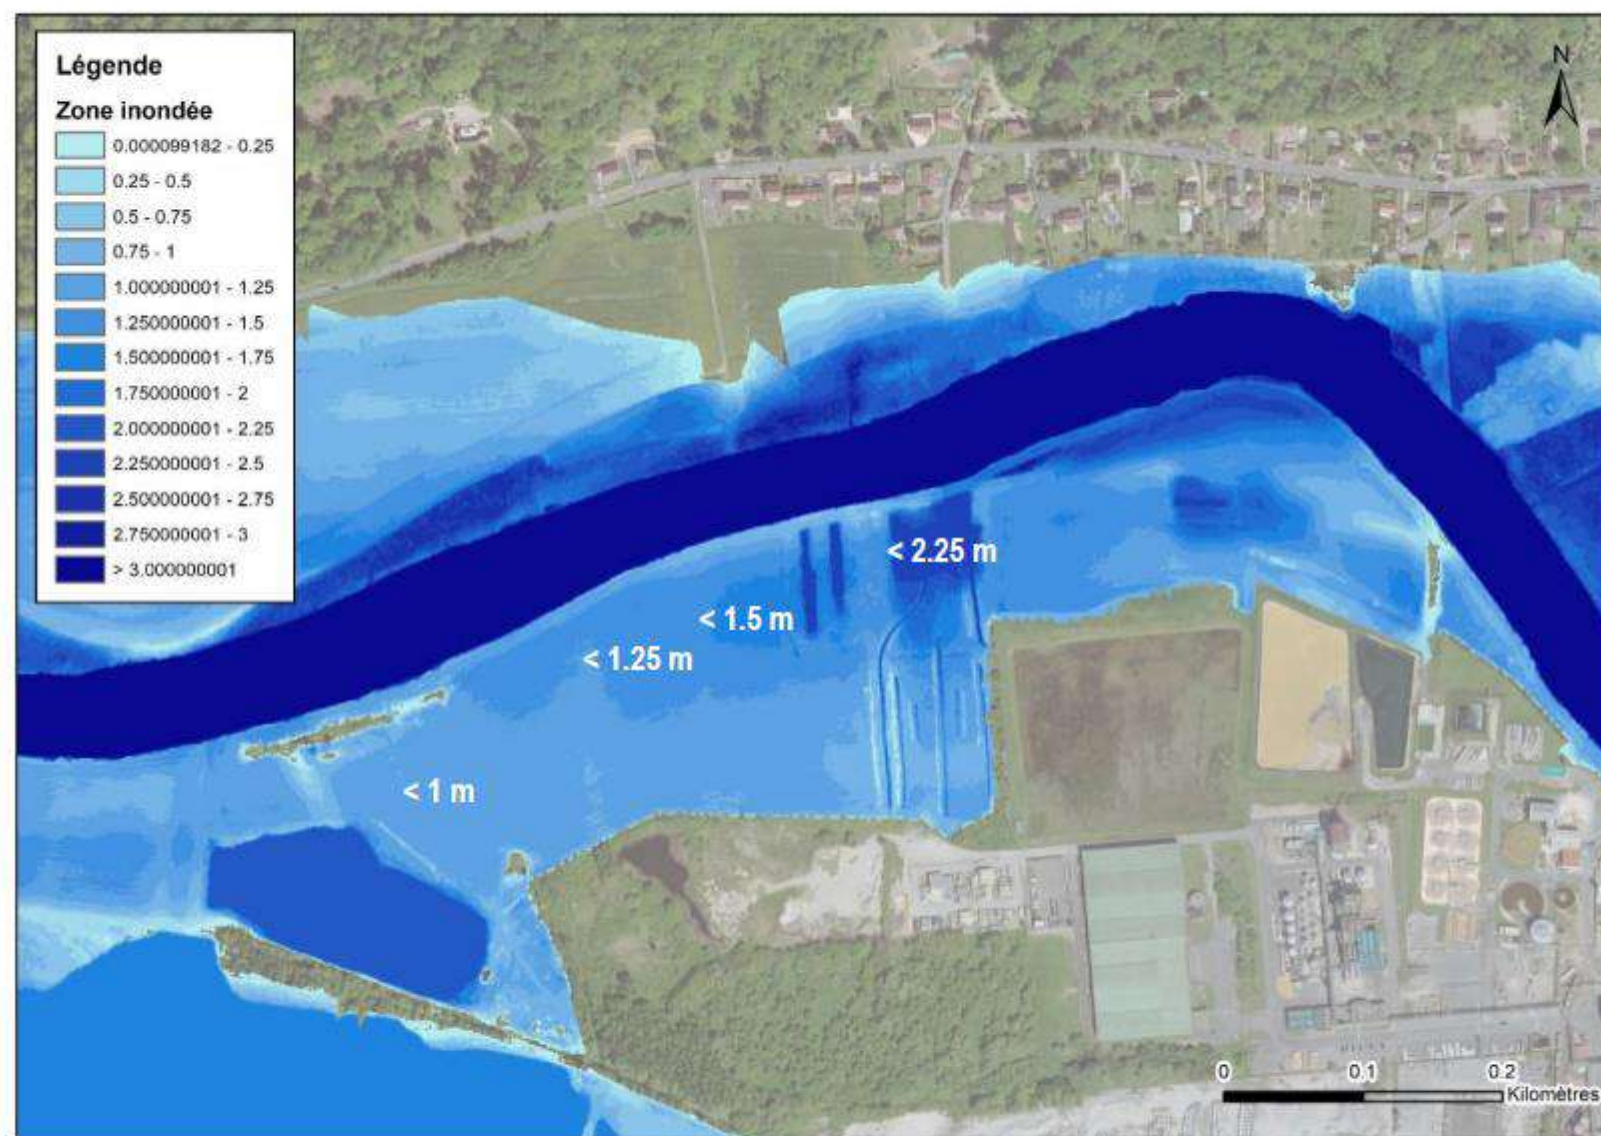 Légende
Zone inondée
0.000099182 - 0.25
0.25 - 0.5
0.5 - 0.75
0.75 - 1
1.000000001 - 1.25
1.250000001 - 1.5
1.500000001 - 1.75
1.750000001 - 2
2.000000001 - 2.25
2.250000001 - 2.5
2.500000001 - 2.75
2.750000001 - 3
> 3.000000001
N
< 2.25 m
< 1.5 m
< 1.25 m
< 1 m
0 0.1 0.2
Kilomètres